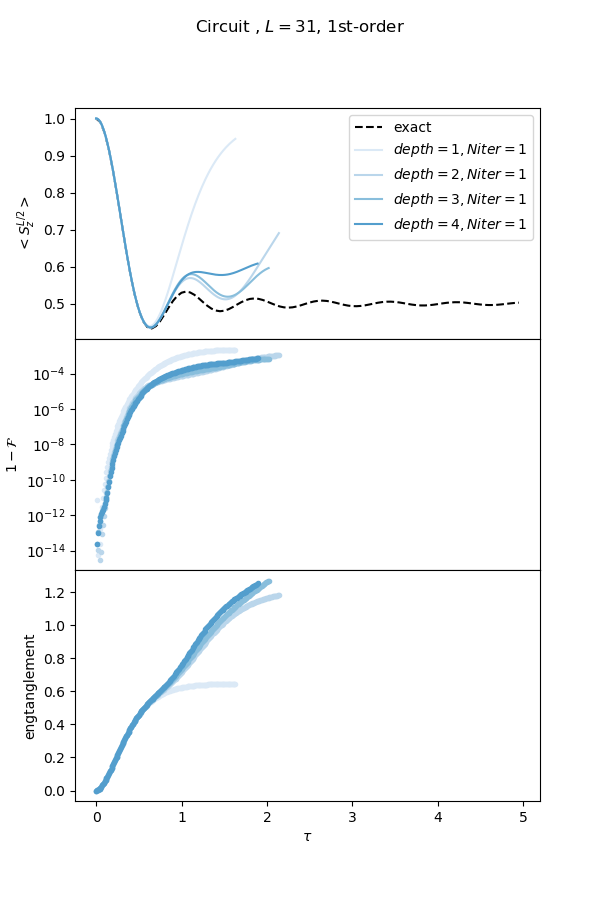 Circuit , L = 31, 1st-order
1.0
0.9
0.8
0.7
0.6
0.5
< S_z^{L/2} >
exact
depth = 1, Niter = 1
depth = 2, Niter = 1
depth = 3, Niter = 1
depth = 4, Niter = 1
10^{-4}
10^{-6}
10^{-8}
10^{-10}
10^{-12}
10^{-14}
1 − F
1.2
1.0
0.8
0.6
0.4
0.2
0.0
engtanglement
0 1 2 3 4 5
τ